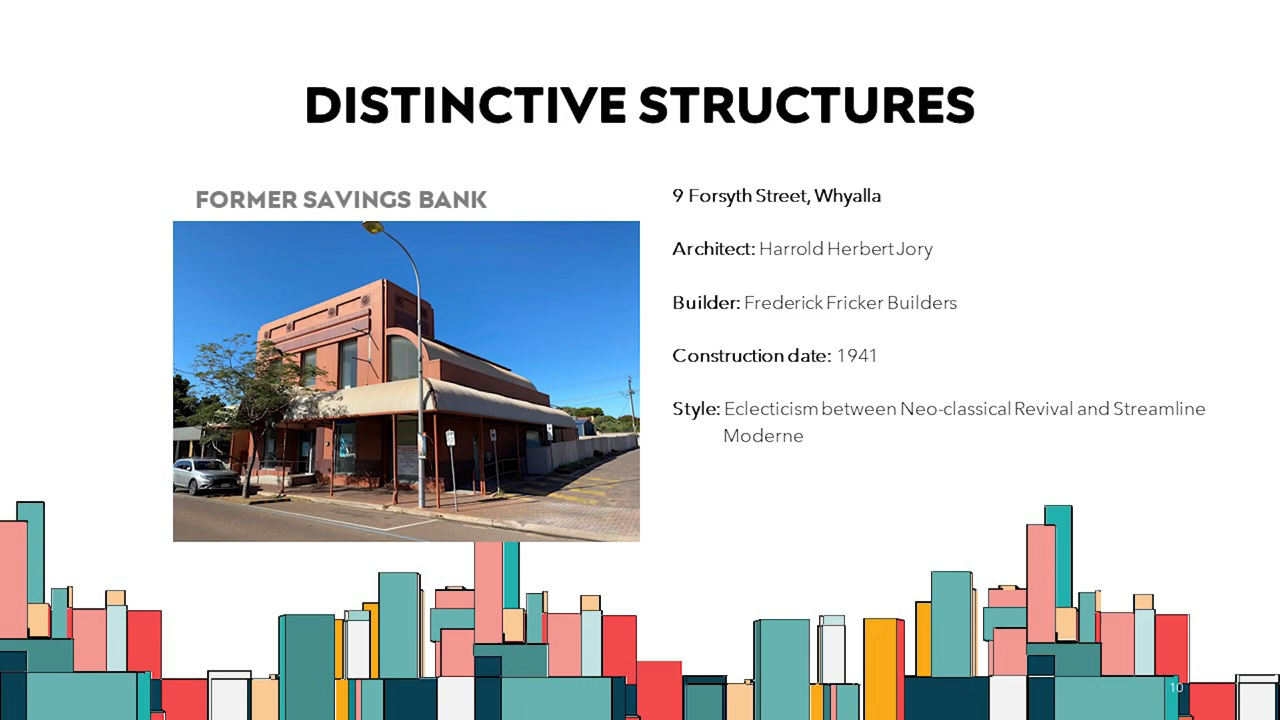 DISTINCTIVE STRUCTURES
FORMER SAVINGS BANK
9 Forsyth Street, Whyalla
Architect: Harrold Herbert Jory
Builder: Frederick Fricker Builders
Construction date: 1941
Style: Eclecticism between Neo-classical Revival and Streamline
Moderne
10